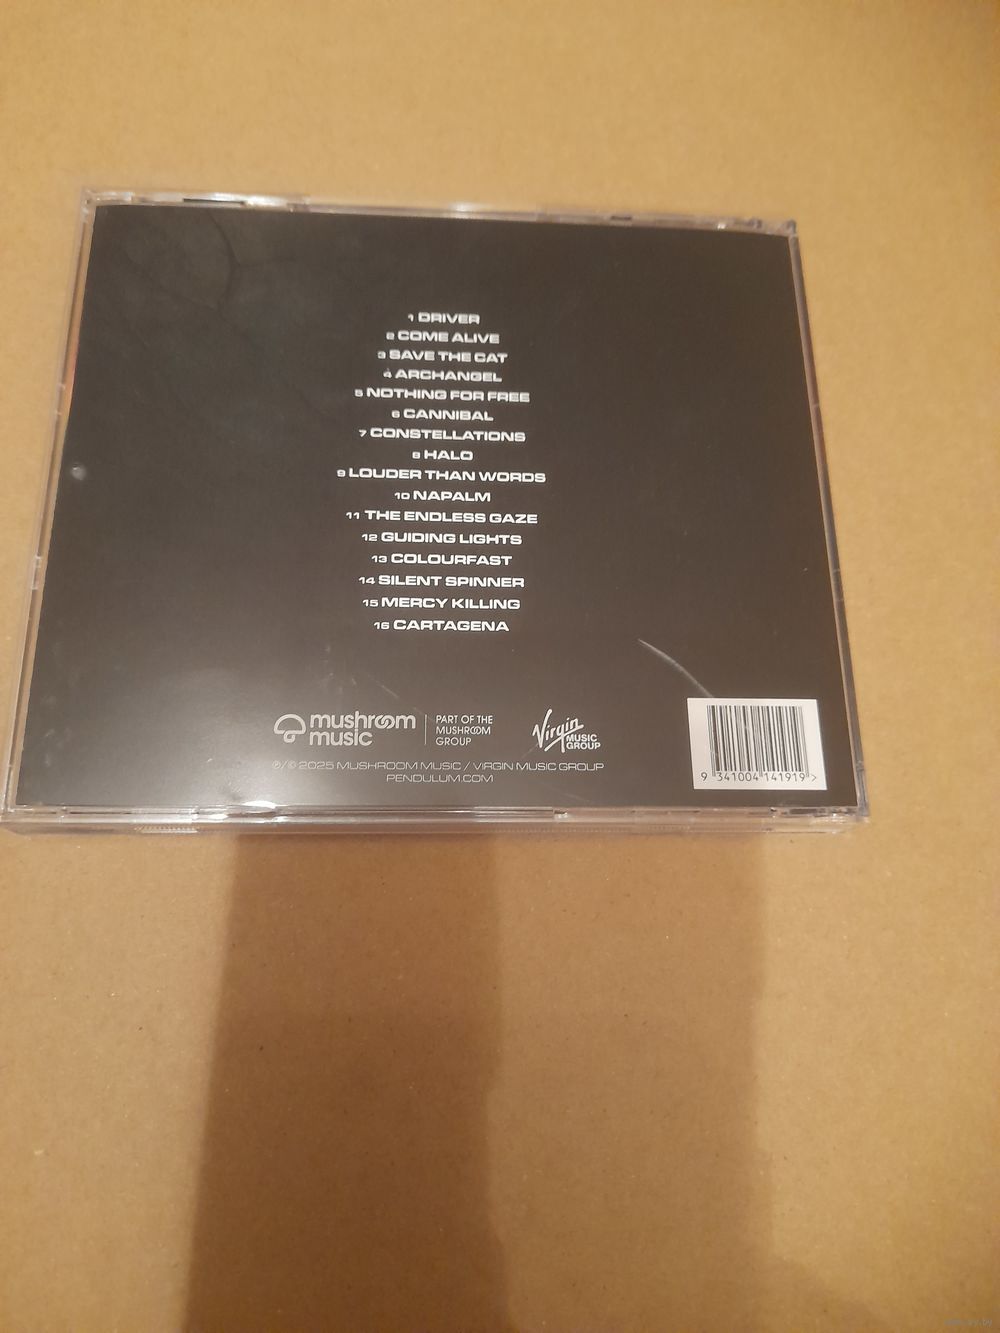 1 DRIVER
2 COME ALIVE
3 SAVE THE CAT
4 ARCHANGEL
5 NOTHING FOR FREE
6 CANNIBAL
7 CONSTELLATIONS
8 HALO
9 LOUDER THAN WORDS
10 NAPALM
11 THE ENDLESS GAZE
12 GUIDING LIGHTS
13 COLOURFAST
14 SILENT SPINNER
15 MERCY KILLING
16 CARTAGENA
mushroom
music
PART OF THE
MUSHROOM
GROUP
Virgin
MUSIC
GROUP
℗/© 2025 MUSHROOM MUSIC / VIRGIN MUSIC GROUP
PENDULUM.COM
9 341004 141919 >